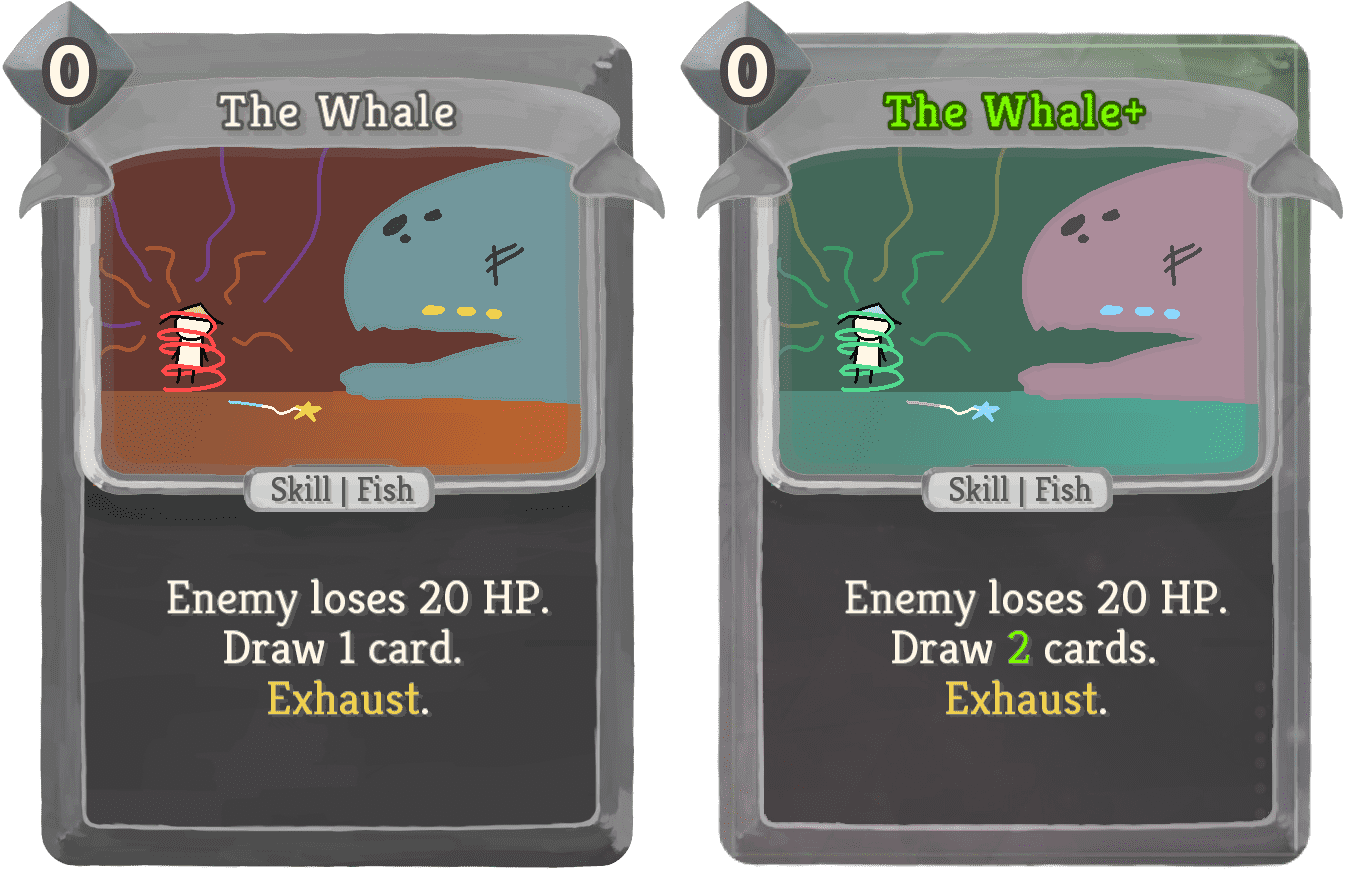 0
The Whale
Skill | Fish
Enemy loses 20 HP.
Draw 1 card.
Exhaust.
0
The Whale+
Skill | Fish
Enemy loses 20 HP.
Draw 2 cards.
Exhaust.